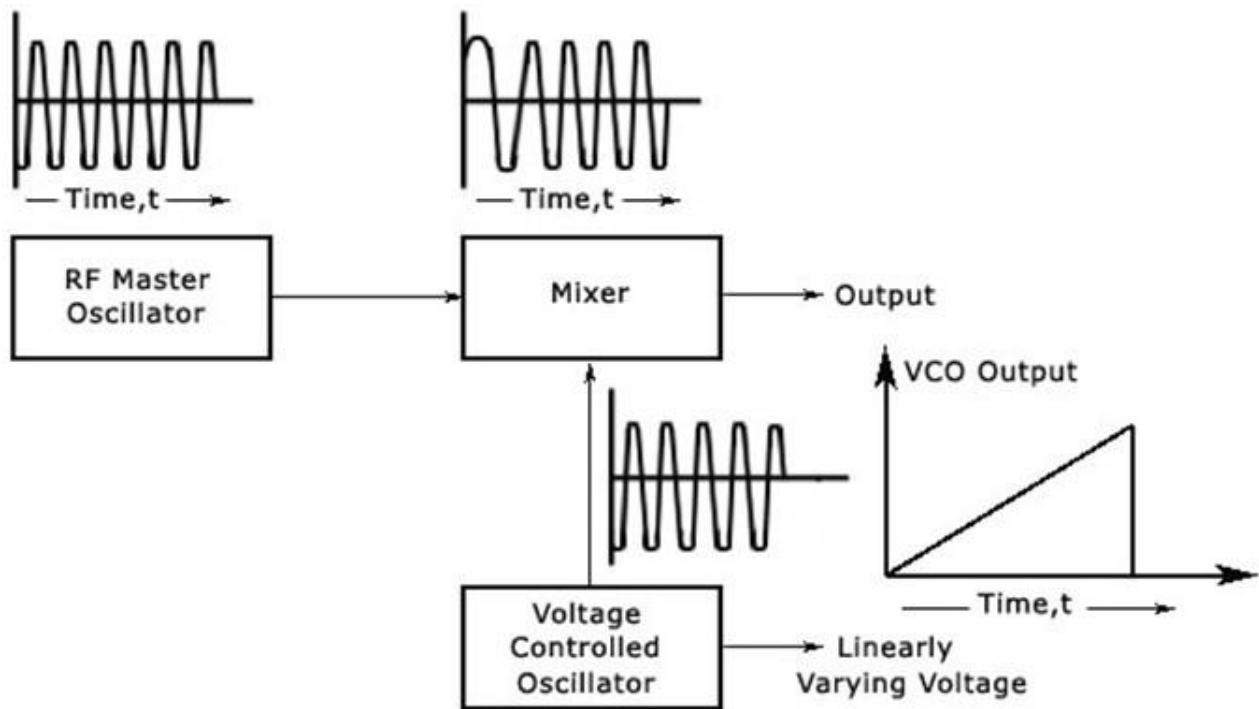 Time,t
Time,t
RF Master
Oscillator
Mixer
Output
VCO Output
Time,t
Voltage
Controlled
Oscillator
Linearly
Varying Voltage